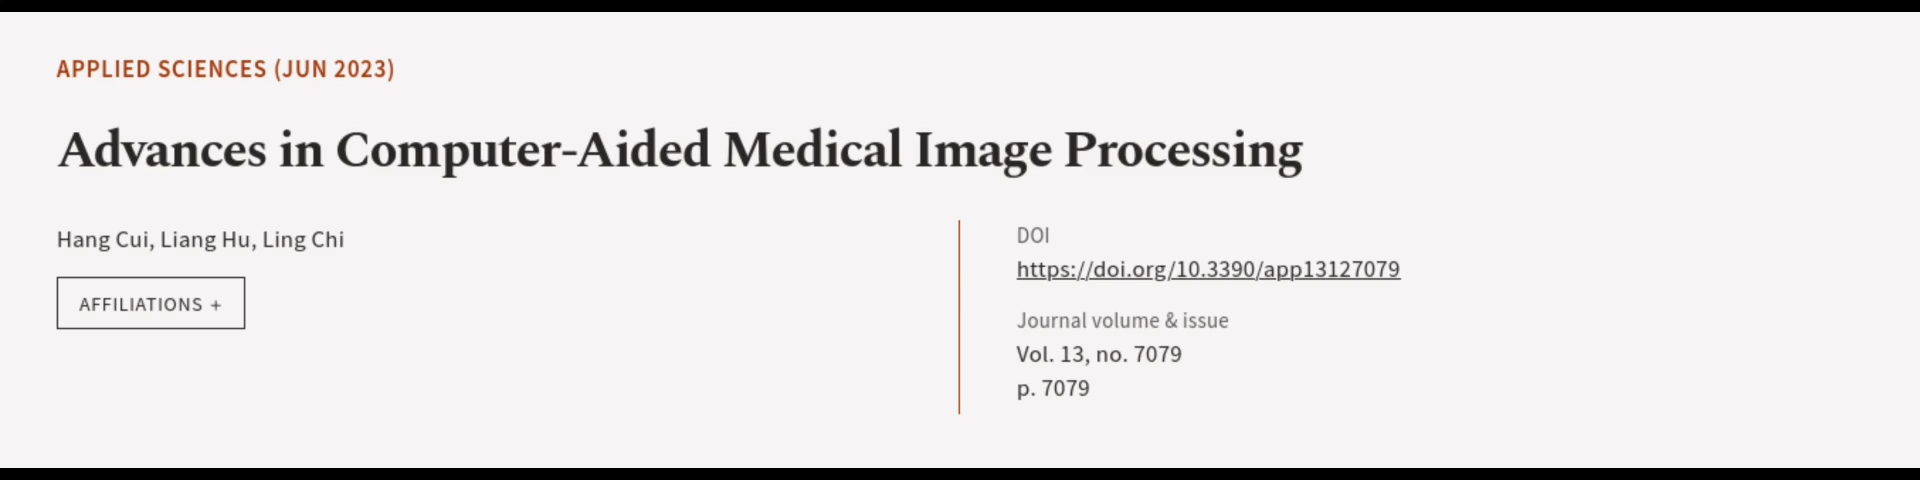 APPLIED SCIENCES (JUN 2023)
Advances in Computer-Aided Medical Image Processing
Hang Cui, Liang Hu, Ling Chi
AFFILIATIONS +
DOI
https://doi.org/10.3390/app13127079
Journal volume & issue
Vol. 13, no. 7079
p. 7079